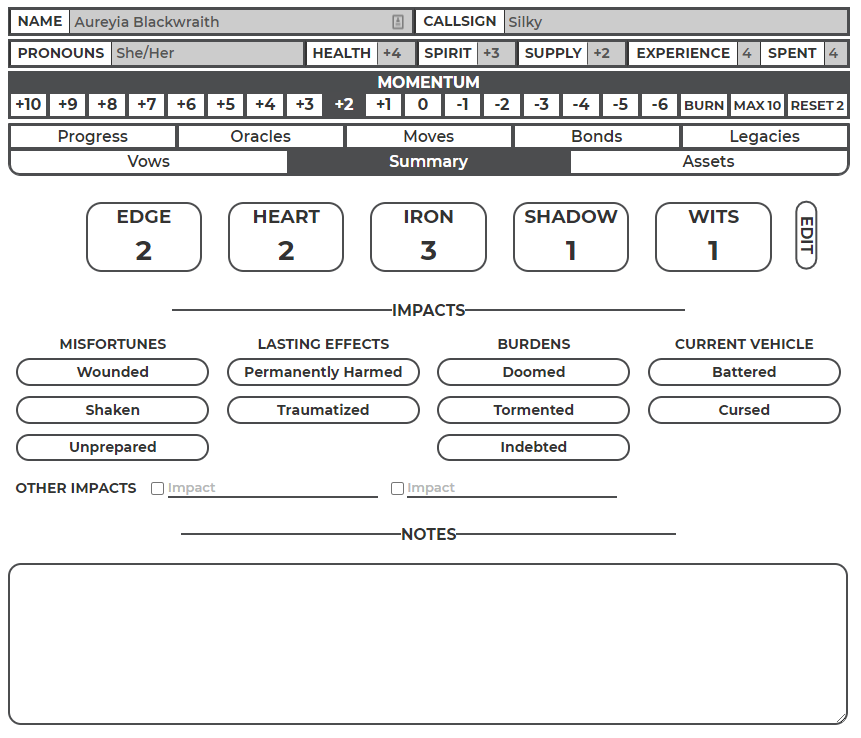 NAME Aureyia Blackwraith CALLSIGN Silky
PRONOUNS She/Her HEALTH +4 SPIRIT +3 SUPPLY +2 EXPERIENCE 4 SPENT 4
MOMENTUM
+10 +9 +8 +7 +6 +5 +4 +3 +2 +1 0 -1 -2 -3 -4 -5 -6 BURN MAX 10 RESET 2
Progress Oracles Moves Bonds Legacies
Vows Summary Assets
EDGE HEART IRON SHADOW WITS EDIT
2 2 3 1 1
IMPACTS
MISFORTUNES LASTING EFFECTS BURDENS CURRENT VEHICLE
Wounded Permanently Harmed Doomed Battered
Shaken Traumatized Tormented Cursed
Unprepared Indebted
OTHER IMPACTS Impact Impact
NOTES